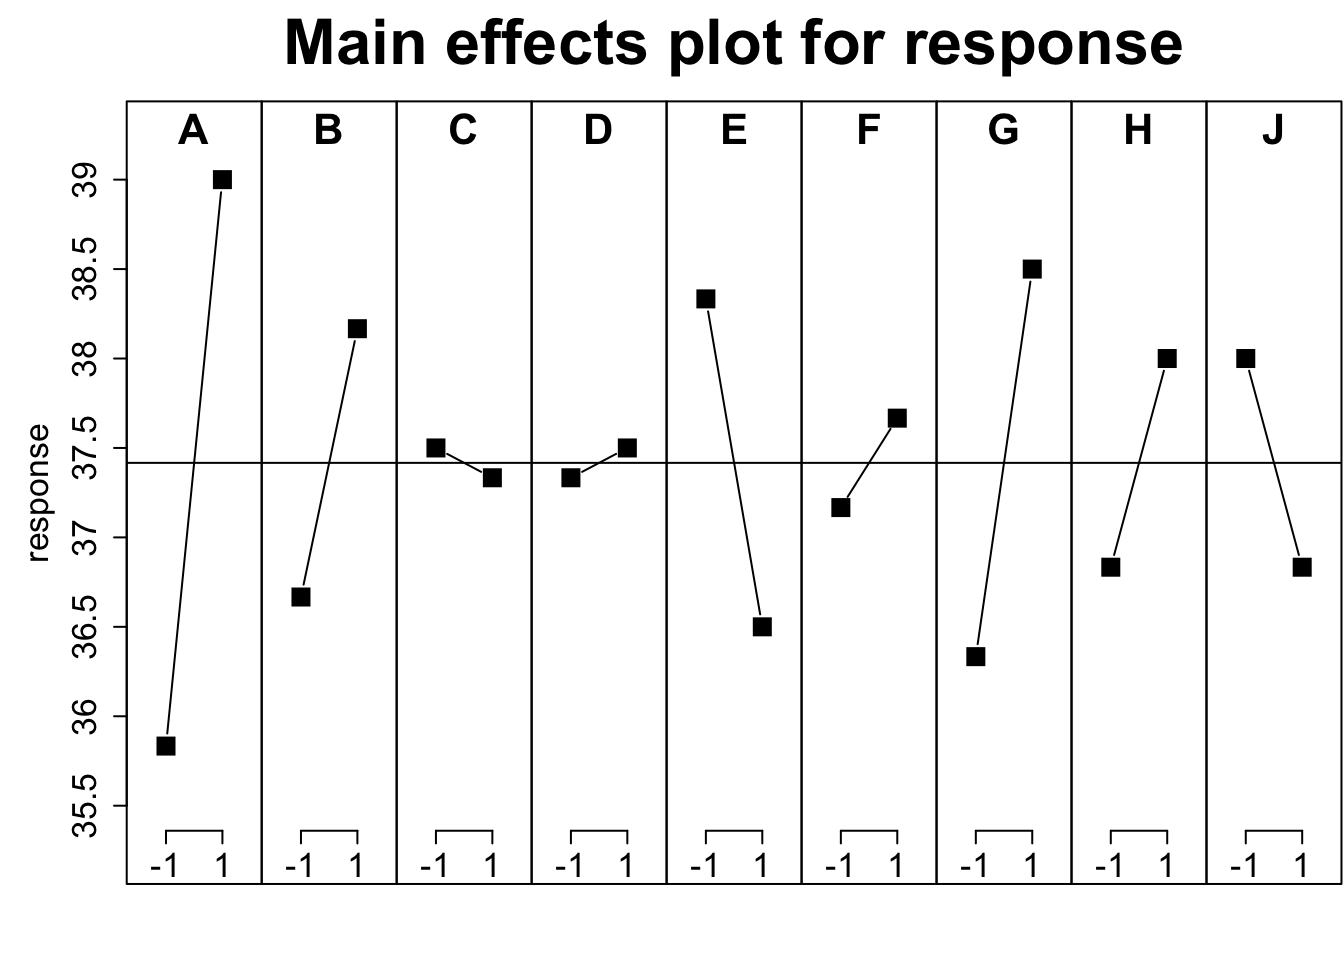 Main effects plot for response
A B C D E F G H J
39
38.5
38
37.5
37
36.5
36
35.5
response
-1 1 -1 1 -1 1 -1 1 -1 1 -1 1 -1 1 -1 1 -1 1